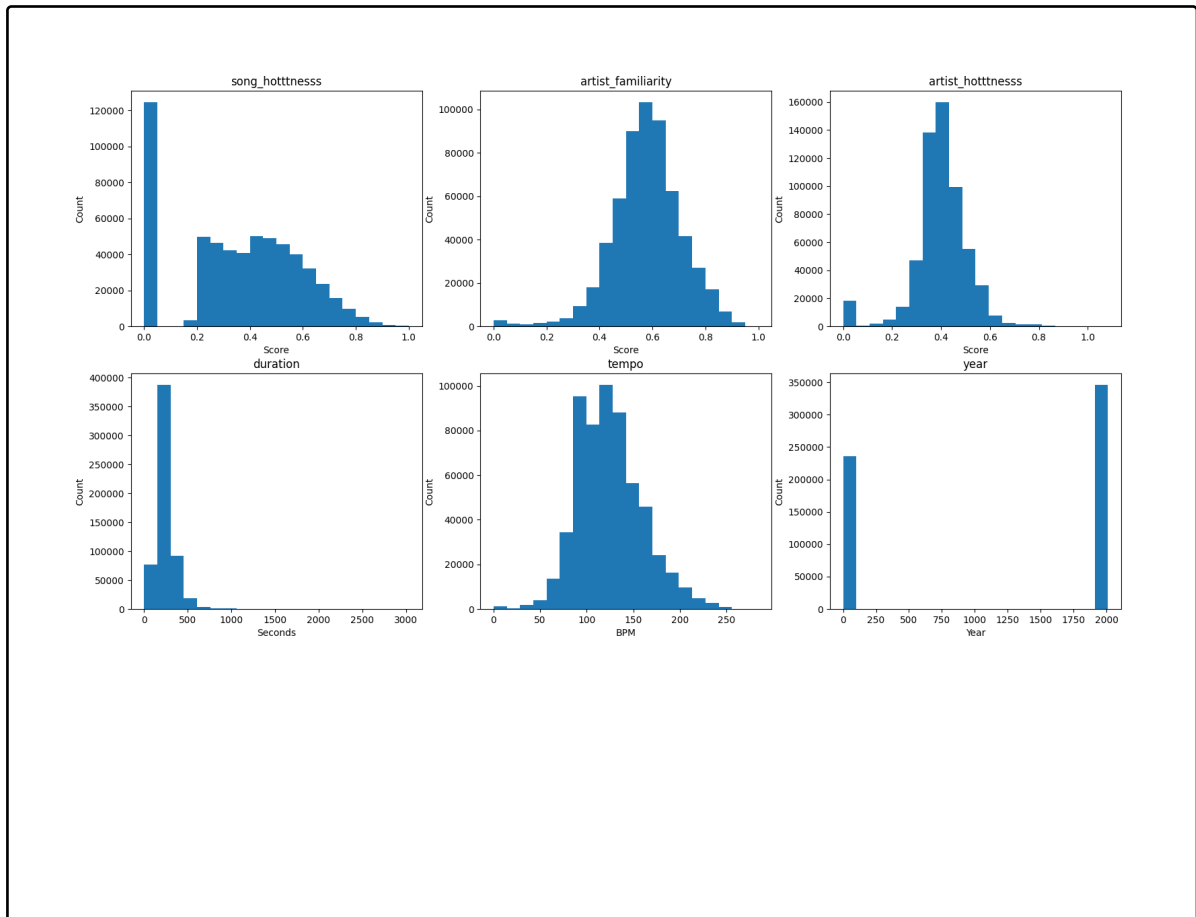 song_hotttnesss
120000
100000
80000
60000
40000
20000
0
Count
0.0 0.2 0.4 0.6 0.8 1.0
Score
artist_familiarity
100000
80000
60000
40000
20000
0
Count
0.0 0.2 0.4 0.6 0.8 1.0
Score
artist_hotttnesss
160000
140000
120000
100000
80000
60000
40000
20000
0
Count
0.0 0.2 0.4 0.6 0.8 1.0
Score
duration
400000
350000
300000
250000
200000
150000
100000
50000
0
Count
0 500 1000 1500 2000 2500 3000
Seconds
tempo
100000
80000
60000
40000
20000
0
Count
0 50 100 150 200 250
BPM
year
350000
300000
250000
200000
150000
100000
50000
0
Count
0 250 500 750 1000 1250 1500 1750 2000
Year